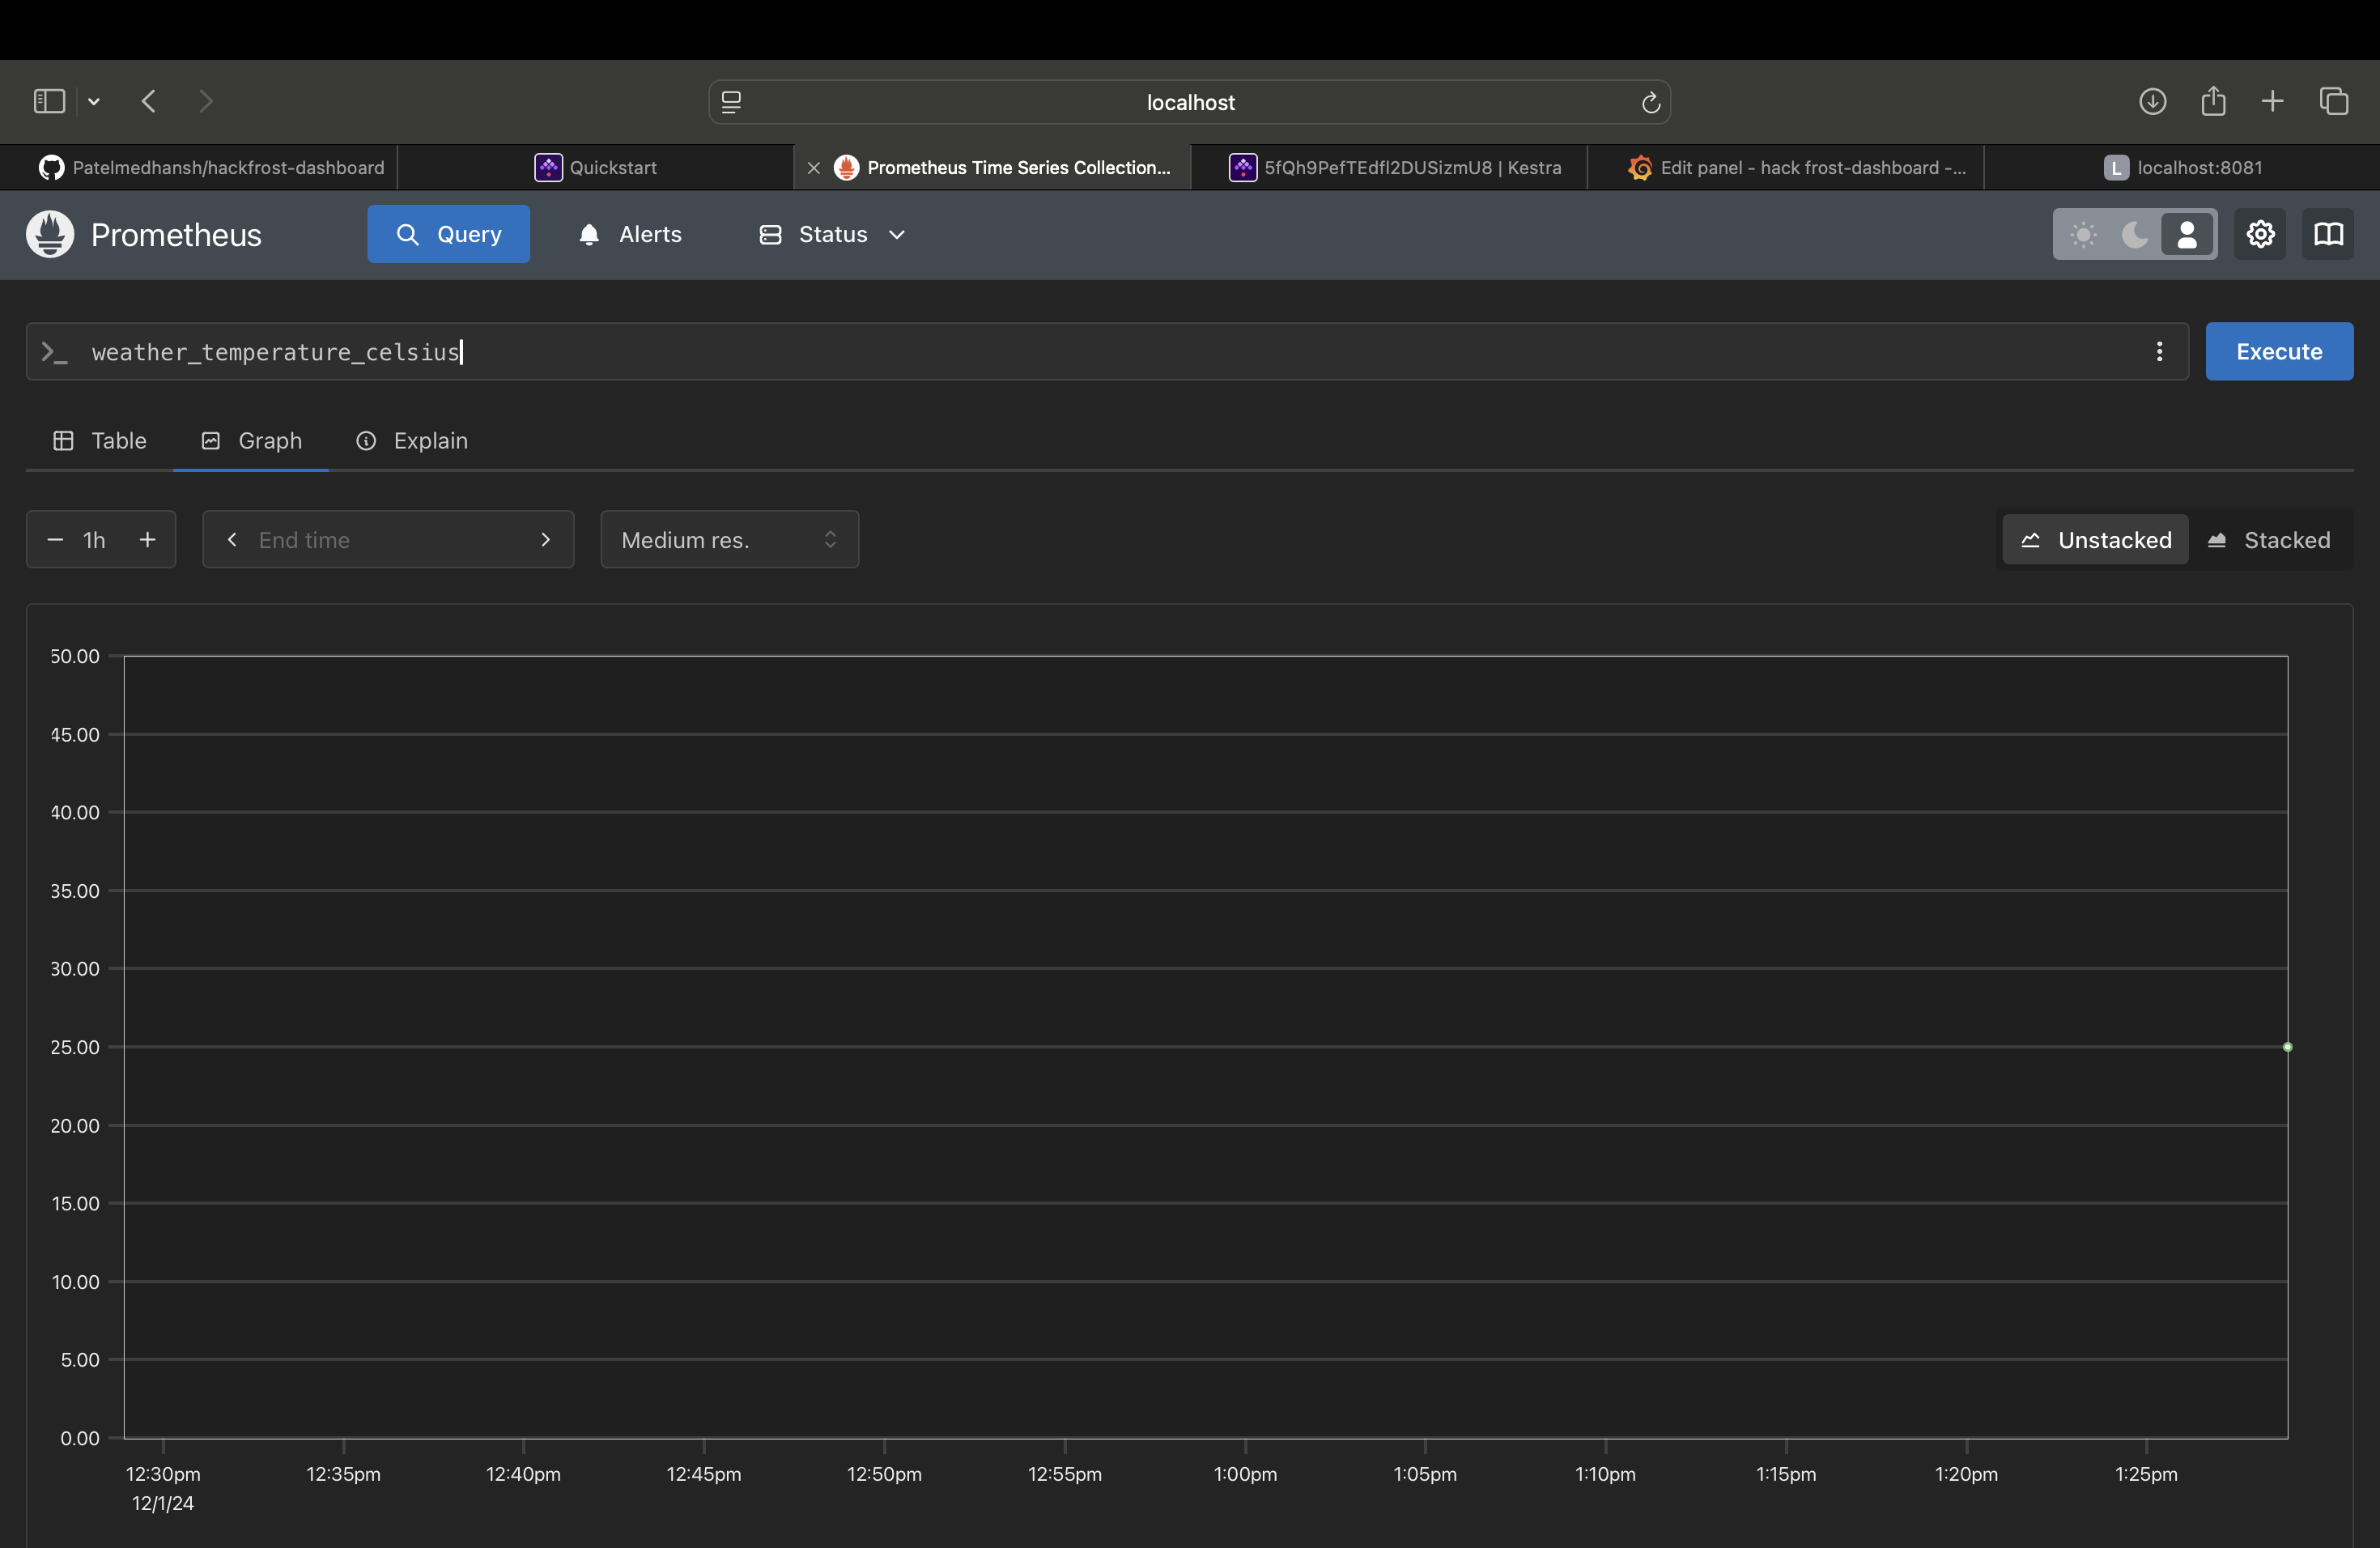 localhost
Patelmedhansh/hackfrost-dashboard
Quickstart
Prometheus Time Series Collection...
5fQh9PefTEdfl2DUSizmU8 | Kestra
Edit panel - hack frost-dashboard -...
L localhost:8081
Prometheus
Query
Alerts
Status
weather_temperature_celsius
Execute
Table
Graph
Explain
1h
End time
Medium res.
Unstacked
Stacked
50.00
45.00
40.00
35.00
30.00
25.00
20.00
15.00
10.00
5.00
0.00
12:30pm 12:35pm 12:40pm 12:45pm 12:50pm 12:55pm 1:00pm 1:05pm 1:10pm 1:15pm 1:20pm 1:25pm
12/1/24